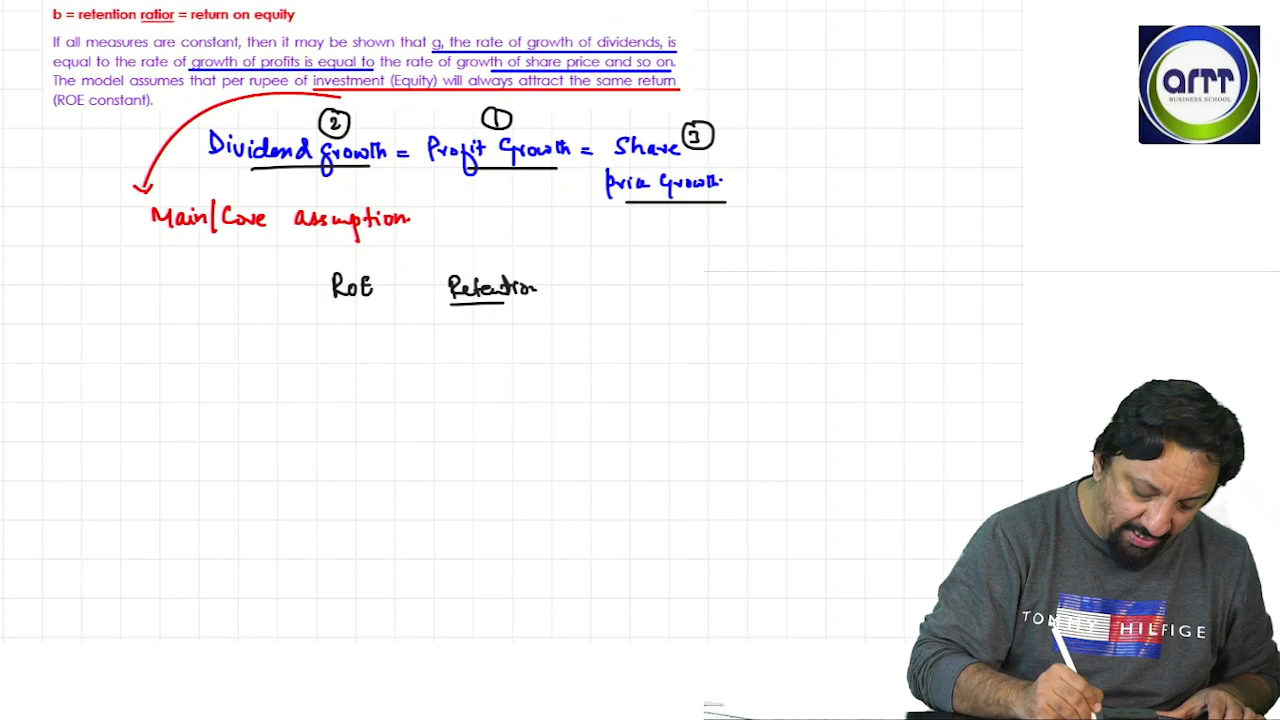 b = retention ratior = return on equity
If all measures are constant, then it may be shown that g, the rate of growth of dividends, is
equal to the rate of growth of profits is equal to the rate of growth of share price and so on.
The model assumes that per rupee of investment (Equity) will always attract the same return
(ROE constant).
② ① ③
Dividend growth = Profit Growth = Share
price Growth.
Main/Core assumption
RoE Retention
artt
BUSINESS SCHOOL
TOMMY HILFIGE